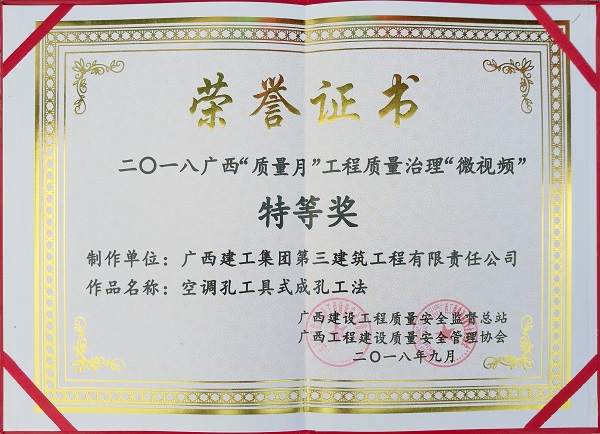 荣誉证书
二〇一八广西“质量月”工程质量治理“微视频”
特等奖
制作单位：广西建工集团第三建筑工程有限责任公司
作品名称：空调孔工具式成孔工法
广西建设工程质量安全监督总站
广西工程建设质量安全管理协会
二〇一八年九月